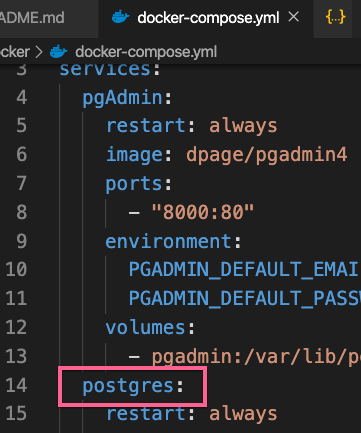 ADME.md docker-compose.yml × {..}
ocker > docker-compose.yml
3 services:
4 pgAdmin:
5 restart: always
6 image: dpage/pgadmin4
7 ports:
8 - "8000:80"
9 environment:
10 PGADMIN_DEFAULT_EMAI
11 PGADMIN_DEFAULT_PASS
12 volumes:
13 - pgadmin:/var/lib/p
14 postgres:
15 restart: always